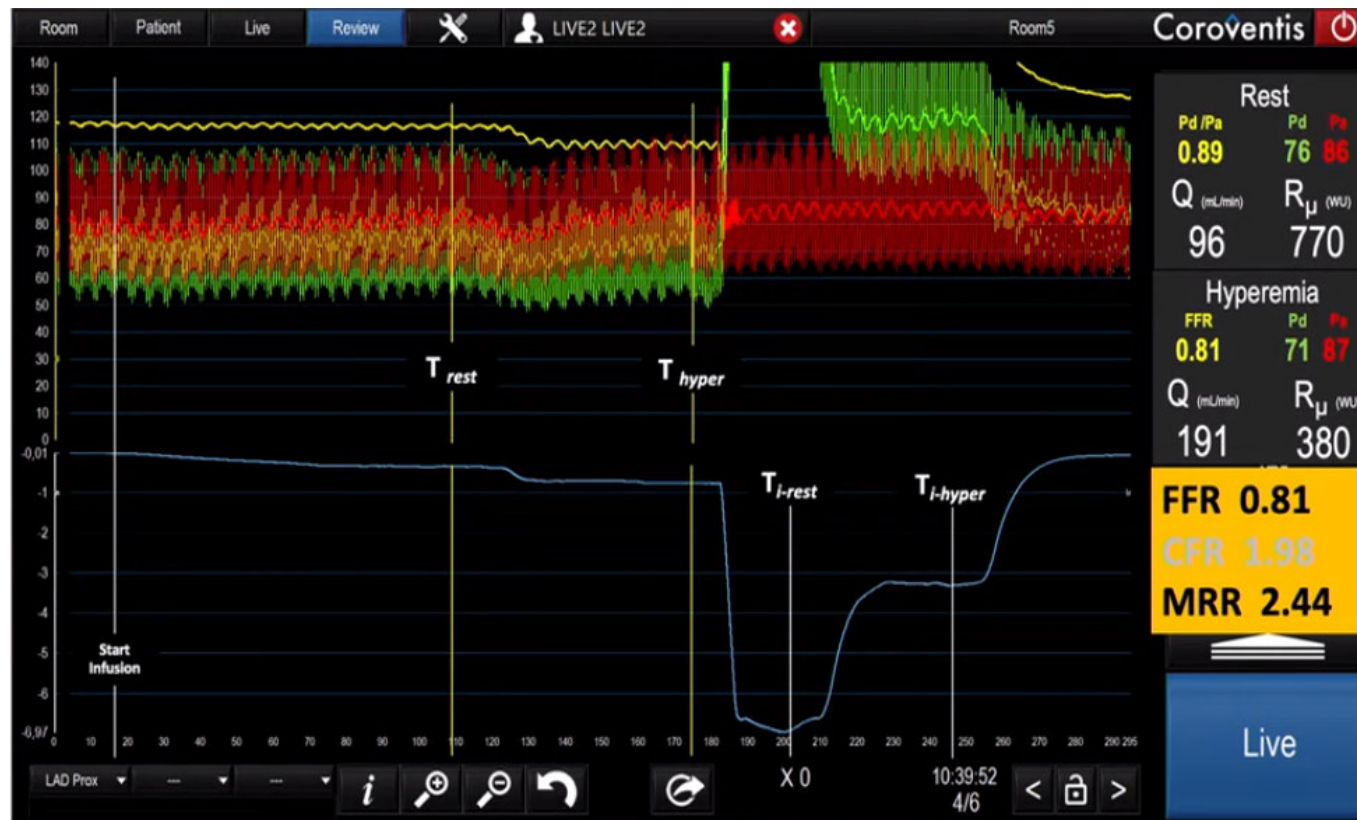 Room Patient Live Review LIVE2 LIVE2 Room5 Coroventis
140
130
120
110
100
90
80
70
60
50
40
30
20
10
0
T rest
T hyper
-0,01
-1
-2
-3
-4
-5
-6
-6,97
Start
Infusion
T i-rest
T i-hyper
0 10 20 30 40 50 60 70 80 90 100 110 120 130 140 150 160 170 180 190 200 210 220 230 240 250 260 270 280 290 295
LAD Prox --- --- i X 0 10:39:52 < >
4/6
Rest
Pd/Pa Pd Pa
0.89 76 86
Q (mL/min) Rμ (WU)
96 770
Hyperemia
FFR Pd Pa
0.81 71 87
Q (mL/min) Rμ (WU
191 380
FFR 0.81
CFR 1.98
MRR 2.44
Live